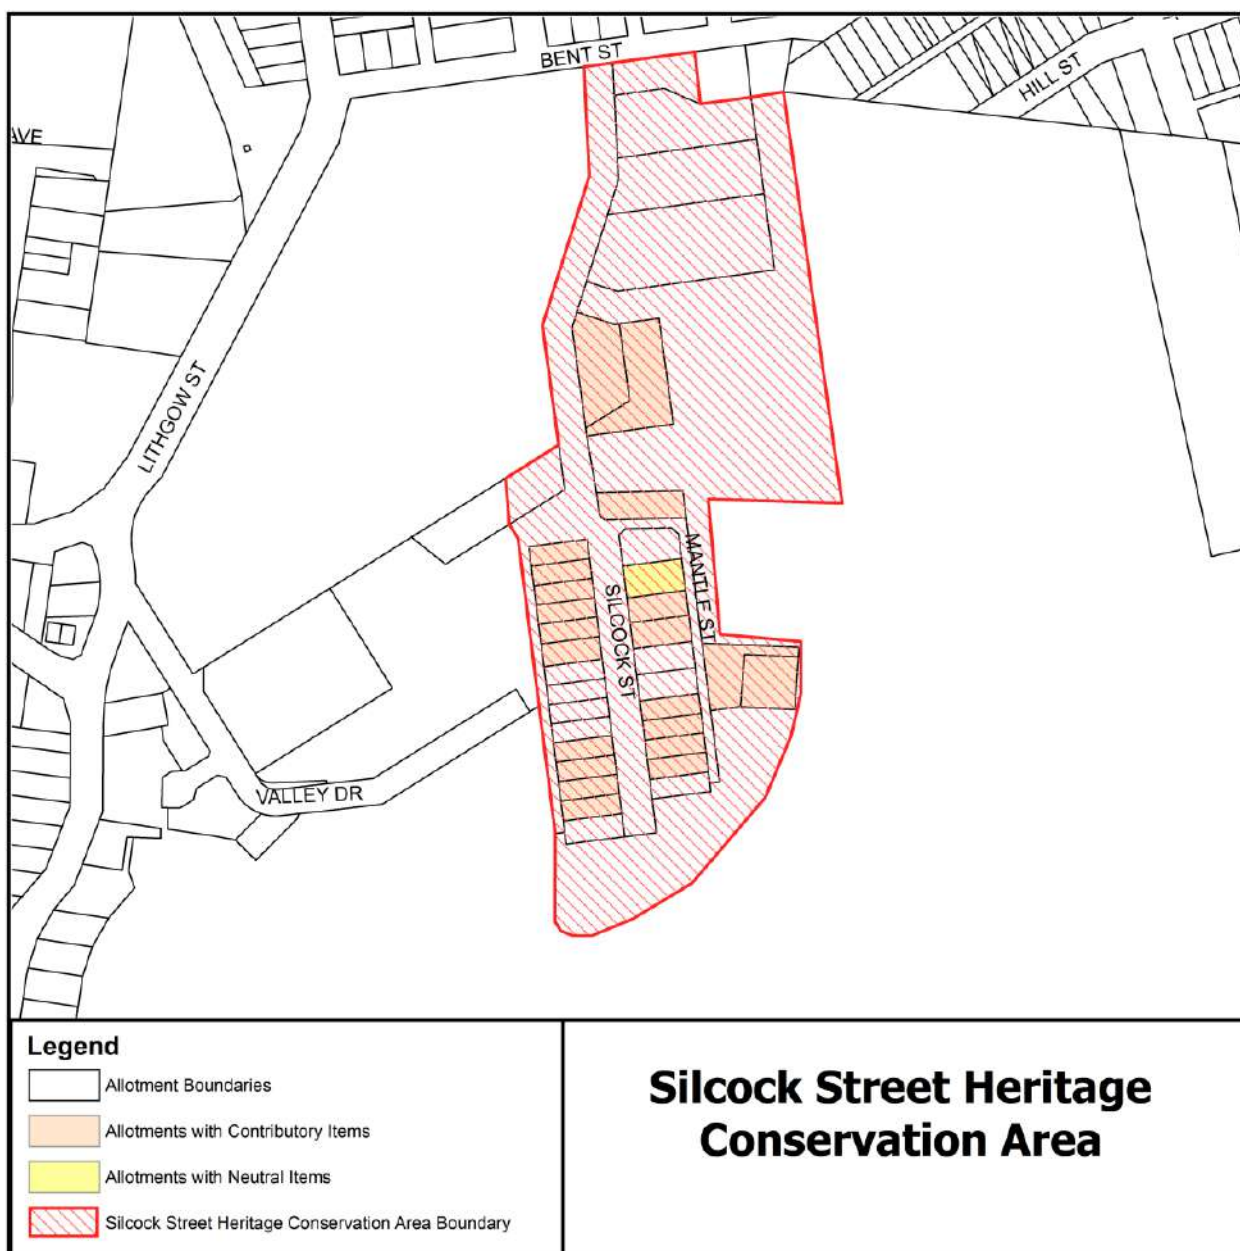 BENT ST
HILL ST
AVE
LITHGOW ST
MANTLE ST
SILCOCK ST
VALLEY DR
Legend
Allotment Boundaries
Allotments with Contributory Items
Allotments with Neutral Items
Silcock Street Heritage Conservation Area Boundary
Silcock Street Heritage
Conservation Area